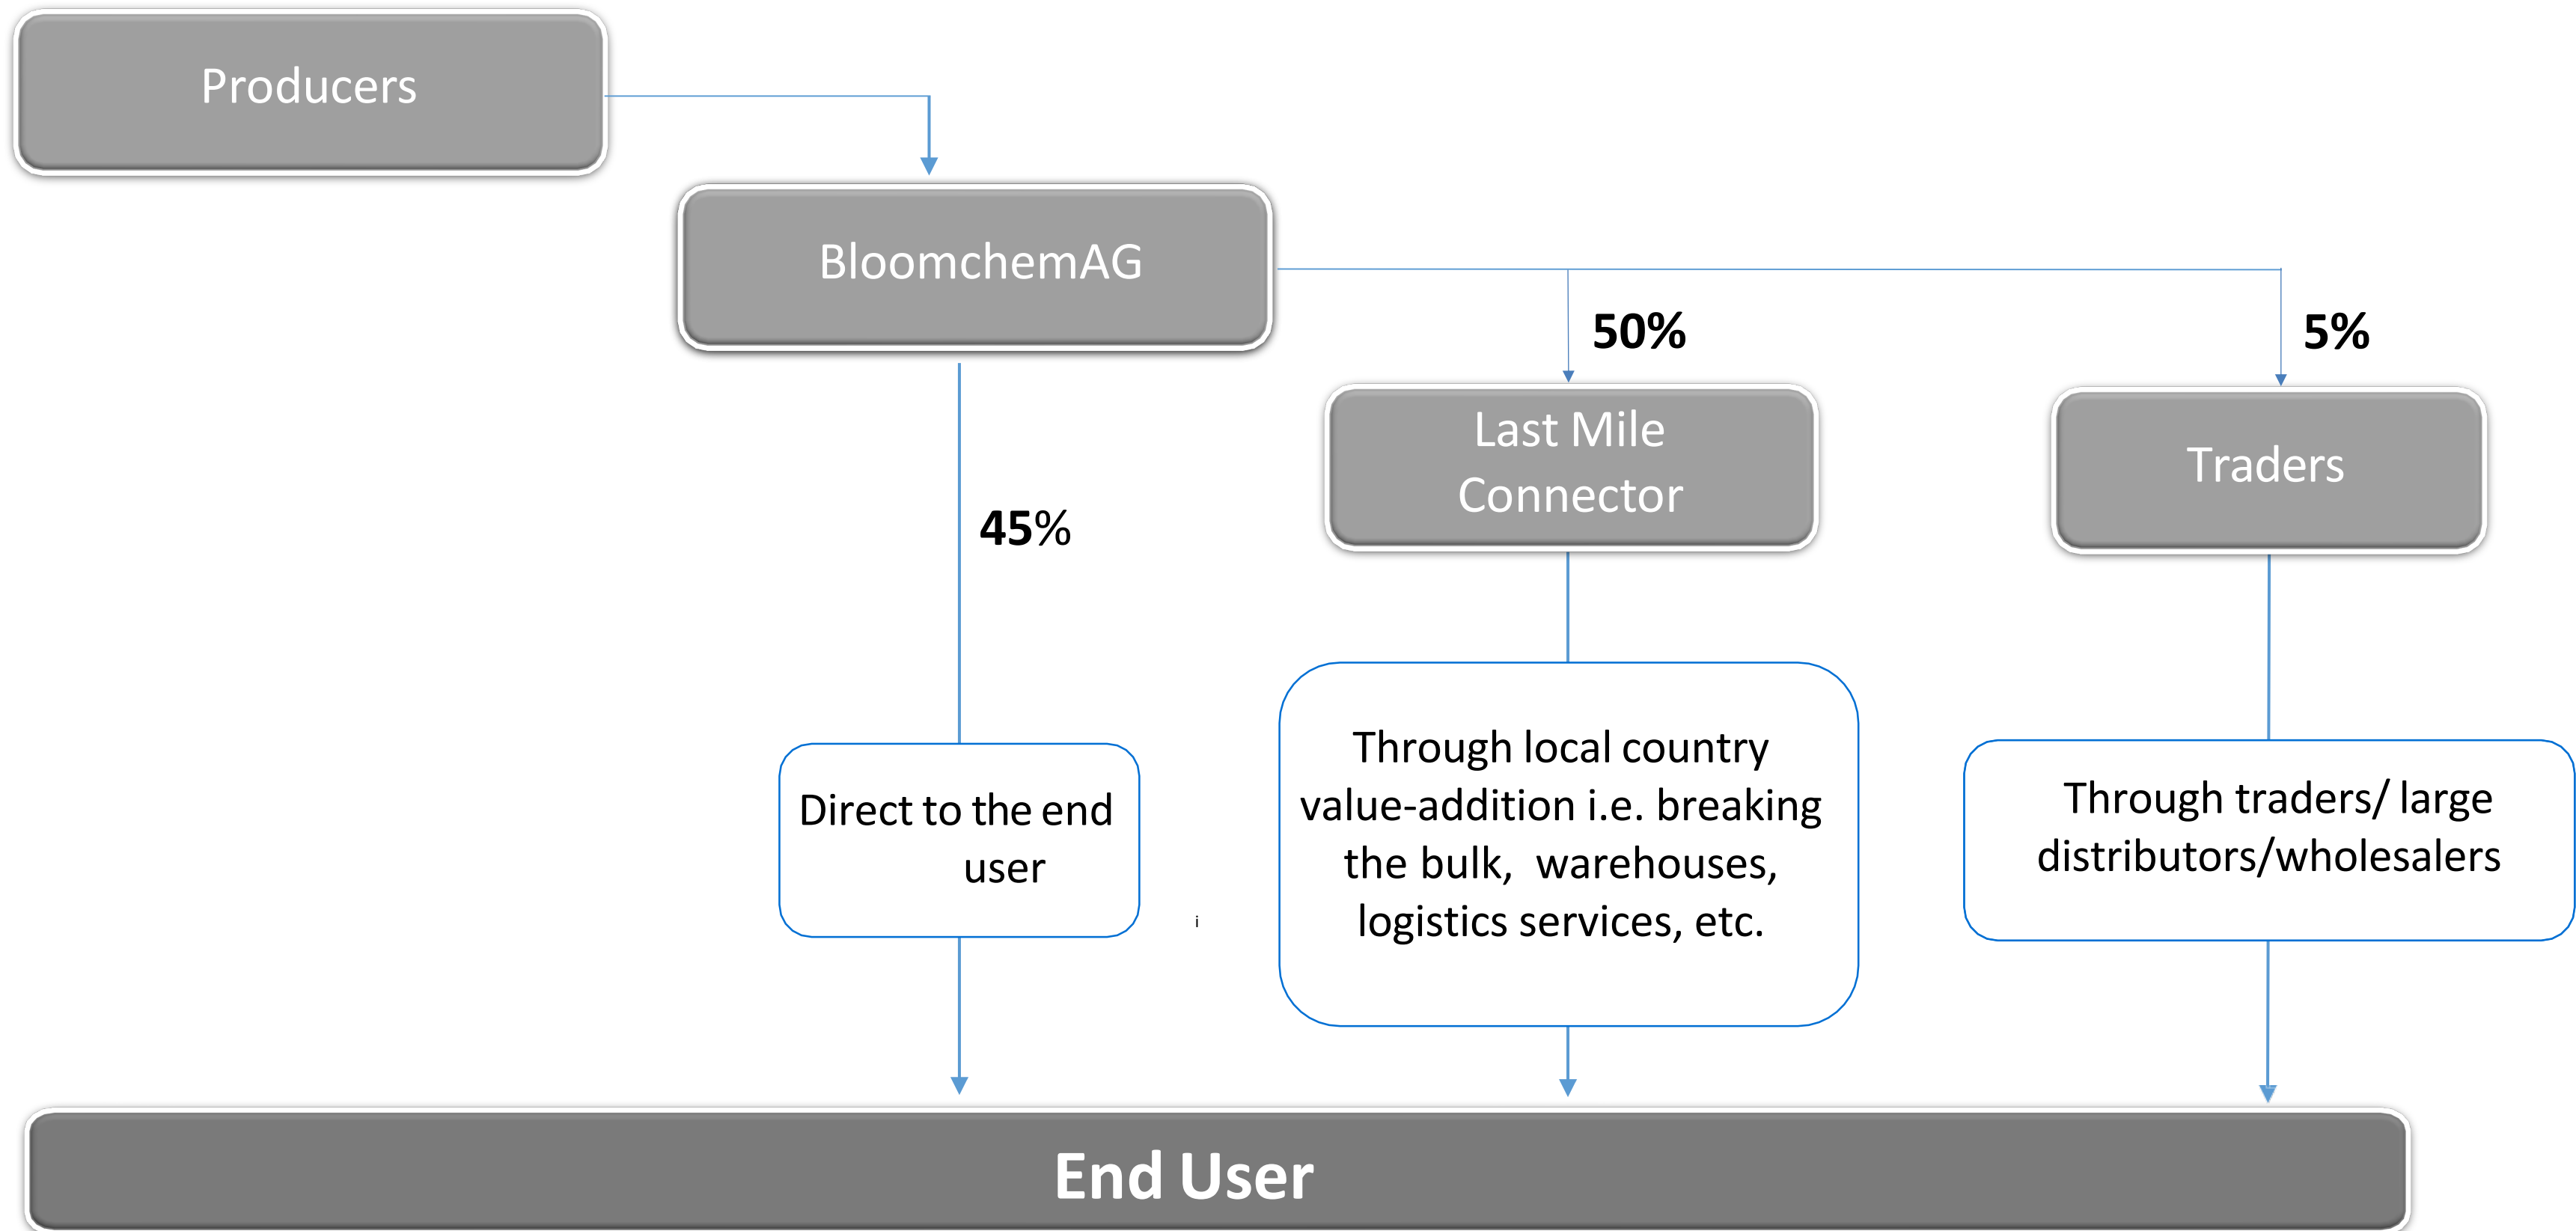 Producers
BloomchemAG
50%
5%
Last Mile
Connector
Traders
45%
Direct to the end
user
Through local country
value-addition i.e. breaking
the bulk, warehouses,
logistics services, etc.
Through traders/ large
distributors/wholesalers
i
End User